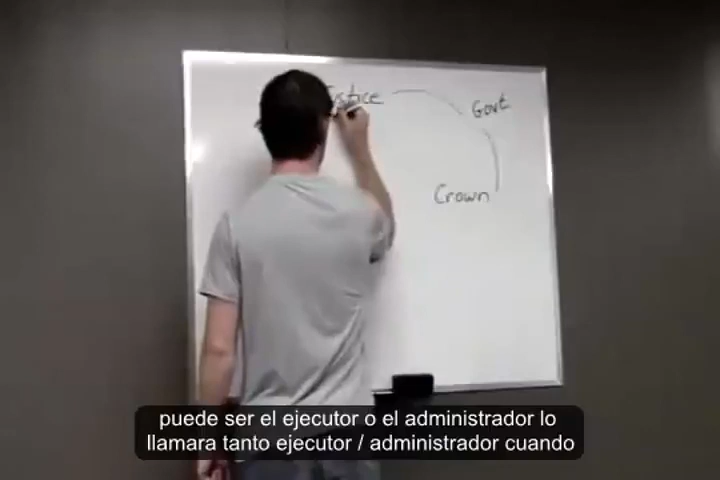 Justice
Govt
Crown
puede ser el ejecutor o el administrador lo
llamara tanto ejecutor / administrador cuando